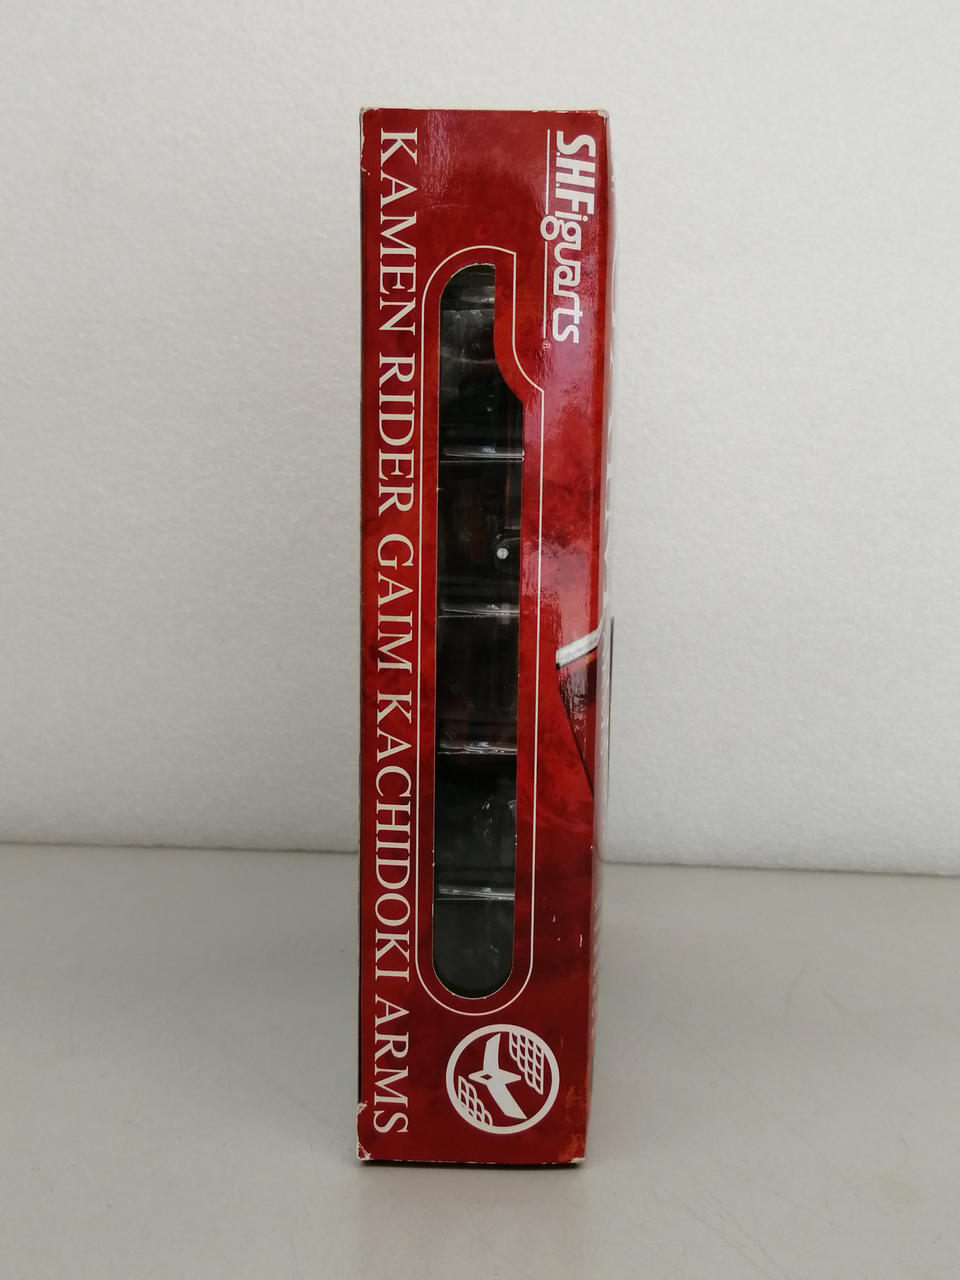 S.H.Figuarts®
KAMEN RIDER GAIM KACHIDOKI ARMS